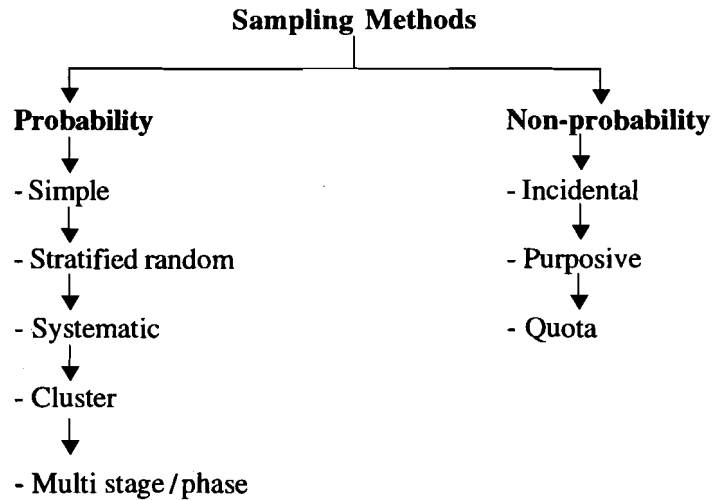 Sampling Methods
Probability
- Simple
- Stratified random
- Systematic
- Cluster
- Multi stage/phase
Non-probability
- Incidental
- Purposive
- Quota